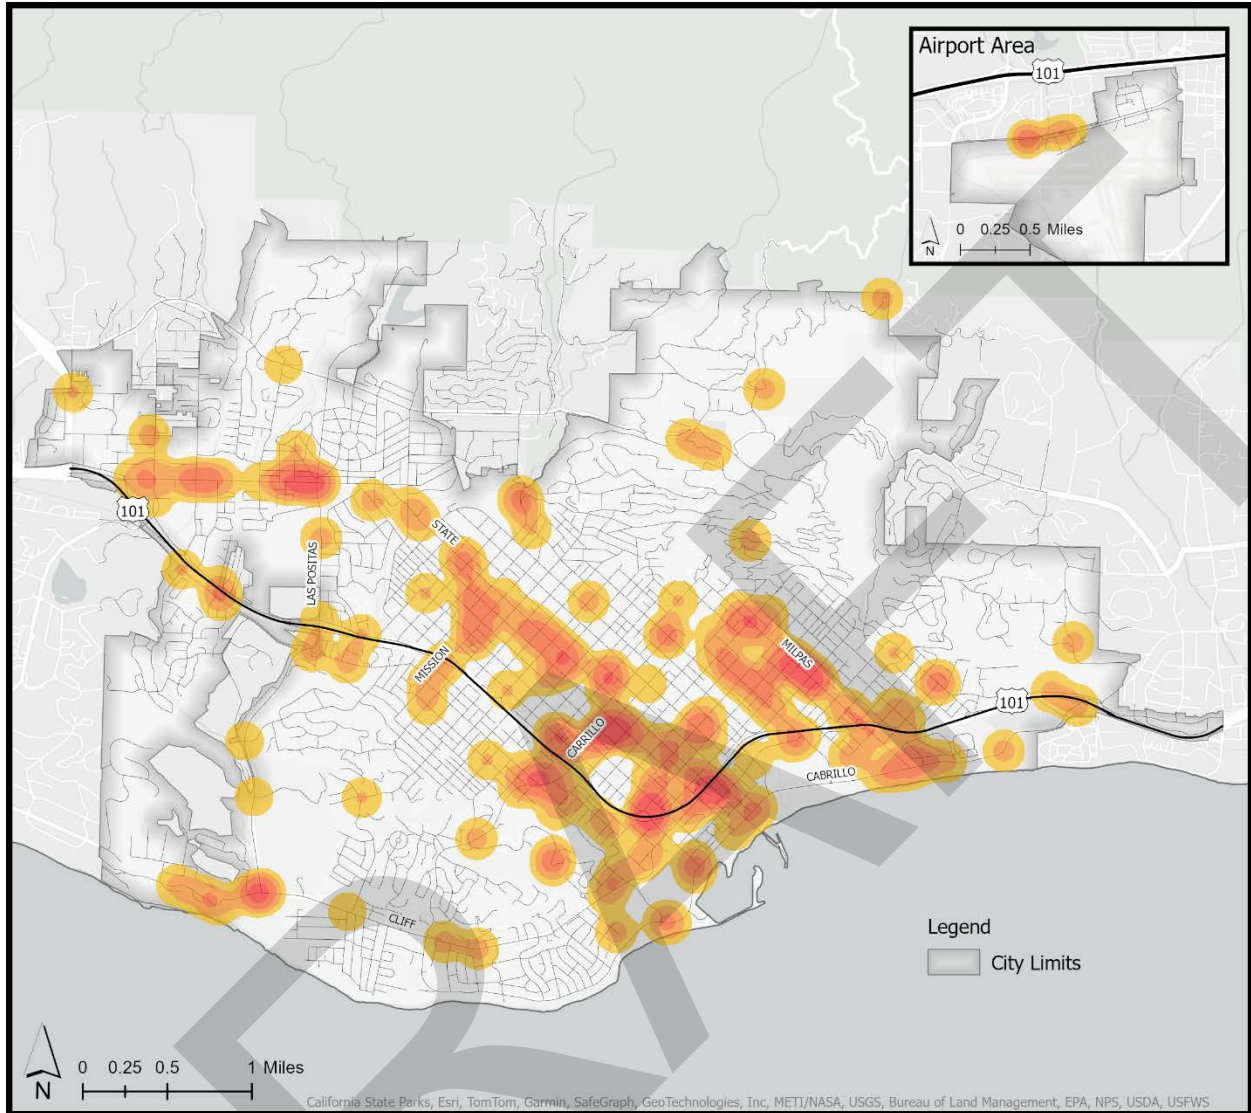 Airport Area
101
0 0.25 0.5 Miles
N
101
STATE
LAS POSITAS
MISSION
MILPAS
101
CARRILLO
CABRILLO
CLIFF
Legend
City Limits
0 0.25 0.5 1 Miles
N
California State Parks, Esri, TomTom, Garmin, SafeGraph, GeoTechnologies, Inc, METI/NASA, USGS, Bureau of Land Management, EPA, NPS, USDA, USFWS
DRAFT